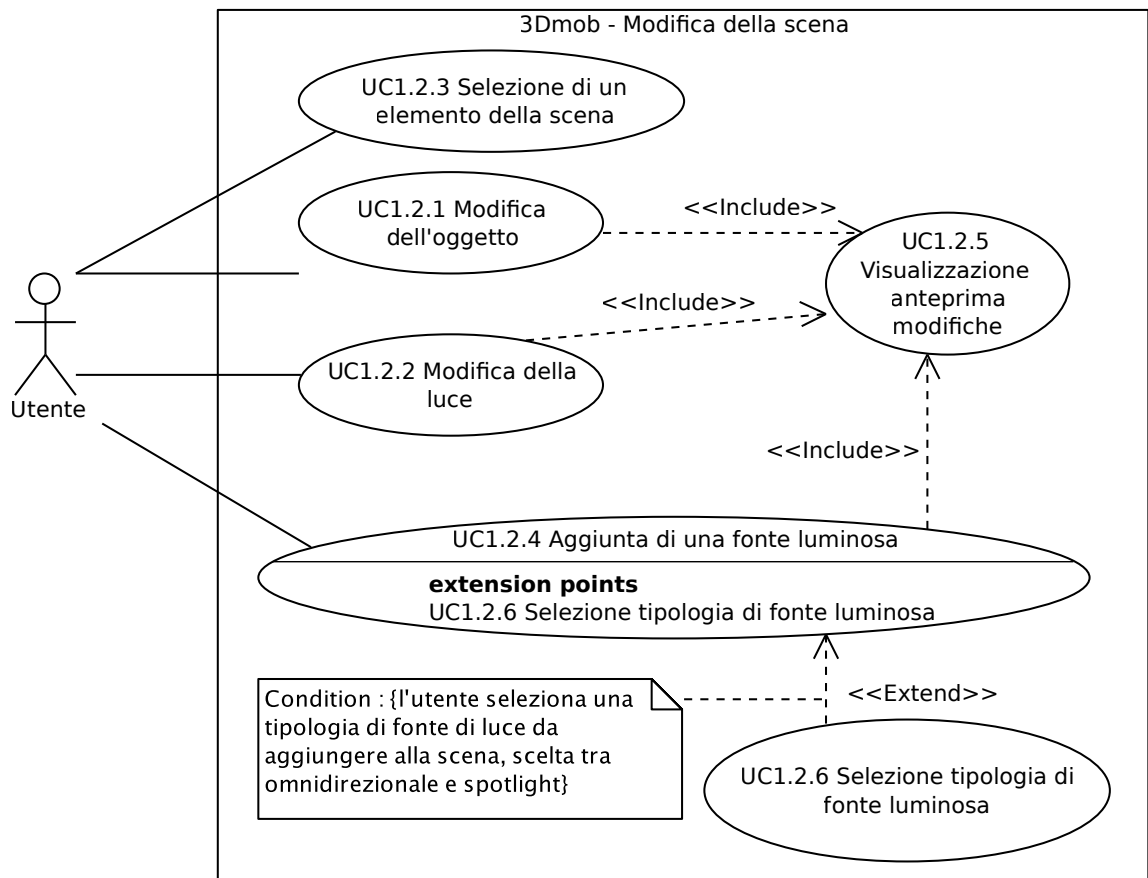 3Dmob - Modifica della scena
UC1.2.3 Selezione di un
elemento della scena
UC1.2.1 Modifica
dell'oggetto
<<Include>>
UC1.2.5
Visualizzazione
anteprima
modifiche
<<Include>>
UC1.2.2 Modifica della
luce
Utente
<<Include>>
UC1.2.4 Aggiunta di una fonte luminosa
extension points
UC1.2.6 Selezione tipologia di fonte luminosa
Condition : {l'utente seleziona una
tipologia di fonte di luce da
aggiungere alla scena, scelta tra
omnidirezionale e spotlight}
<<Extend>>
UC1.2.6 Selezione tipologia di
fonte luminosa